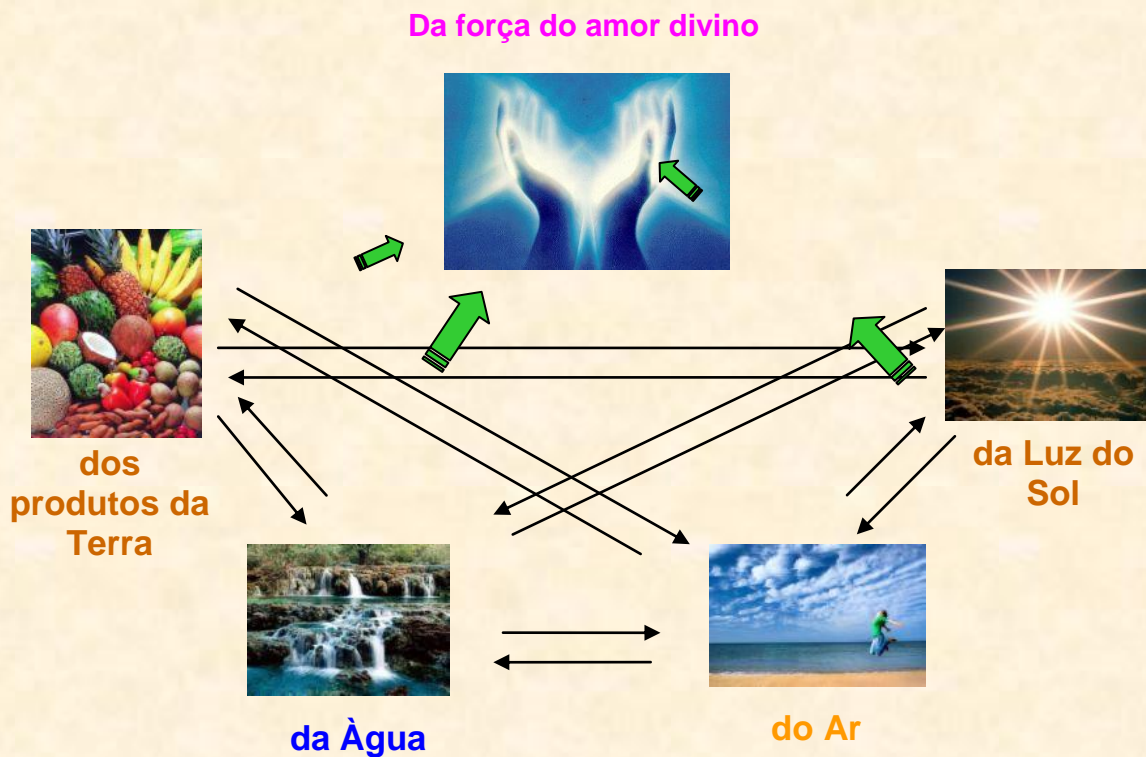 Da força do amor divino
dos
produtos da
Terra
da Luz do
Sol
da Àgua
do Ar